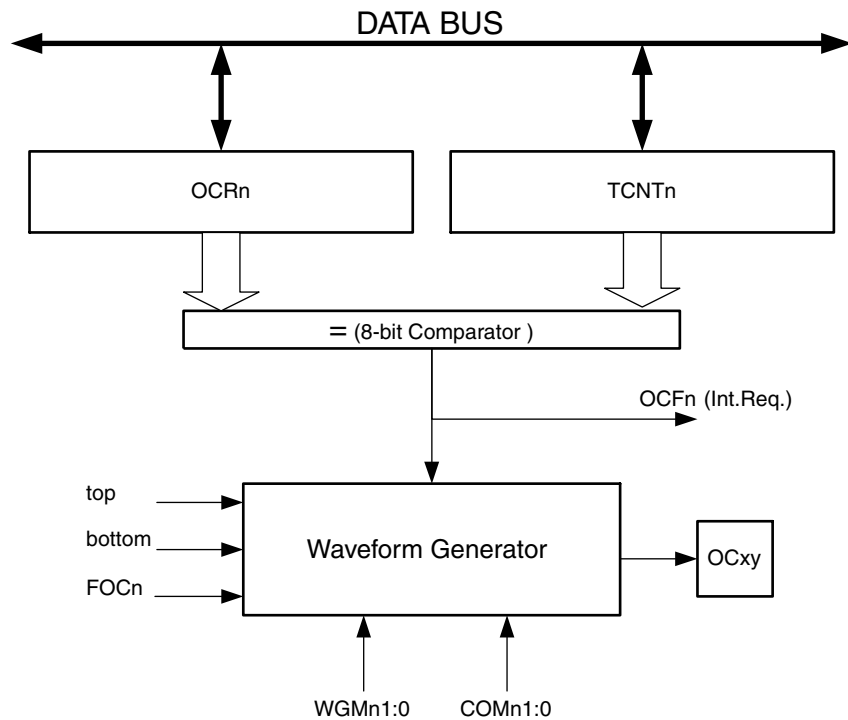 DATA BUS
OCRn
TCNTn
= (8-bit Comparator )
OCFn (Int.Req.)
top
bottom
FOCn
Waveform Generator
OCxy
WGMn1:0
COMn1:0